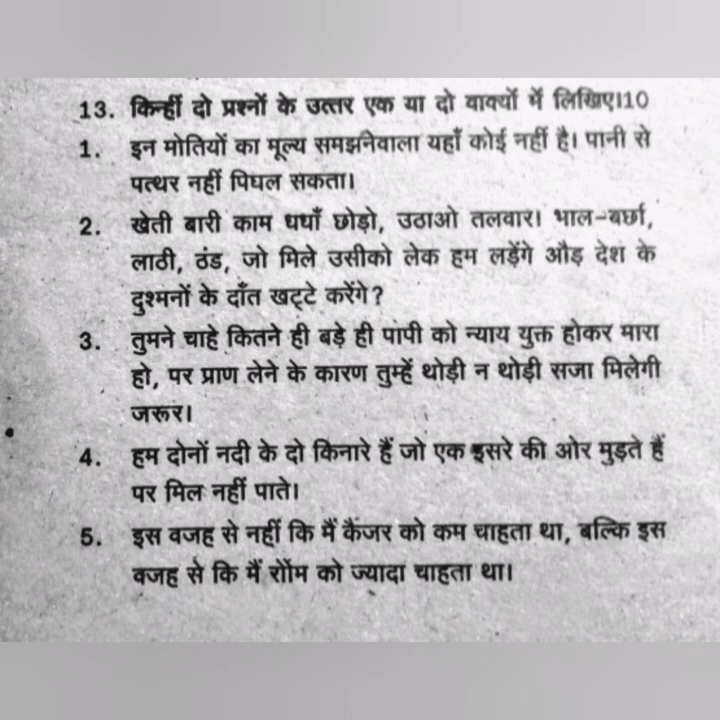 13. किन्हीं दो प्रश्नों के उत्तर एक या दो वाक्यों में लिखिए।10
1. इन मोतियों का मूल्य समझनिवाला यहाँ कोई नहीं है। पानी से
पत्थर नहीं पिघल सकता।
2. खेती बारी काम धधाँ छोड़ो, उठाओ तलवार। भाल-बर्छा,
लाठी, ठंड, जो मिले उसीको लेक हम लड़ेंगे औड़ देश के
दुश्मनों के दाँत खट्टे करेंगे?
3. तुमने चाहे कितने ही बड़े ही पापी को न्याय युक्त होकर मारा
हो, पर प्राण लेने के कारण तुम्हें थोड़ी न थोड़ी सजा मिलेगी
जरूर।
4. हम दोनों नदी के दो किनारे हैं जो एक इसरे की ओर मुड़ते हैं
पर मिल नहीं पाते।
5. इस वजह से नहीं कि मैं कैंजर को कम चाहता था, बल्कि इस
वजह से कि मैं रोॉम को ज्यादा चाहता था।